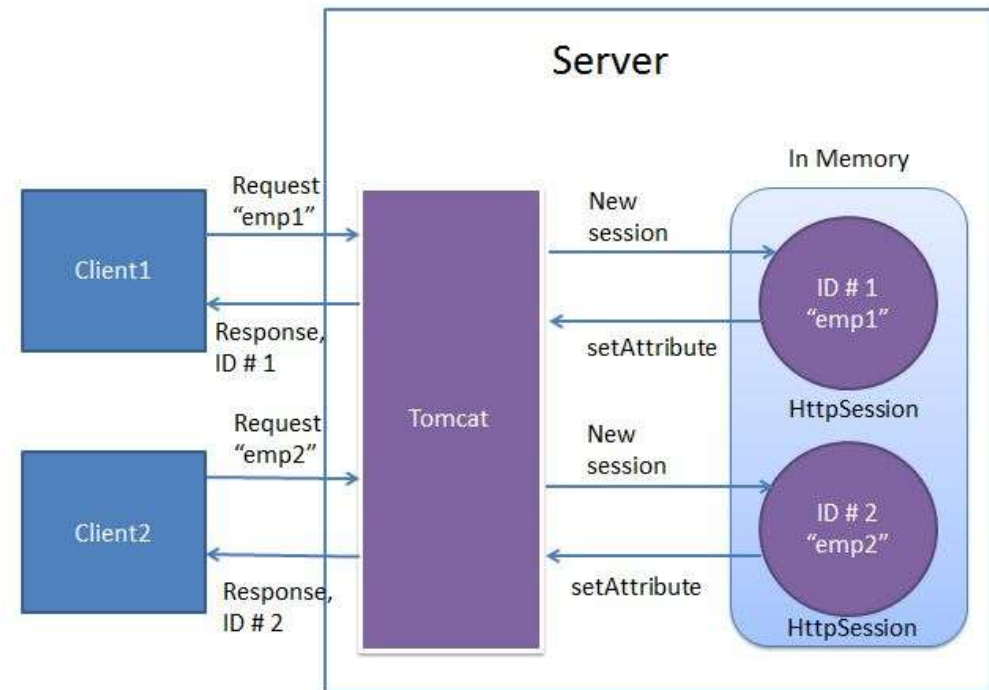 Server
In Memory
Request
“emp1”
New
session
Client1
ID # 1
“emp1”
Response,
ID # 1
setAttribute
HttpSession
Tomcat
Request
“emp2”
New
session
Client2
ID # 2
“emp2”
Response,
ID # 2
setAttribute
HttpSession